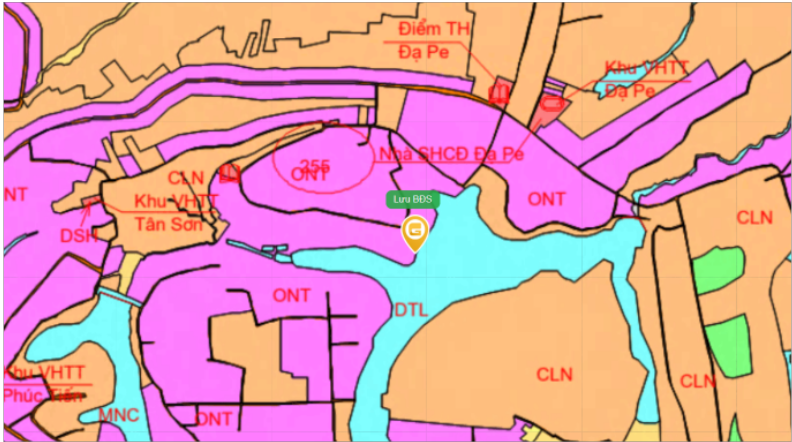 Điểm TH
Đạ Pe
Khu VHTT
Đạ Pe
Nhà SHCĐ Đạ Pe
255
ONT
CLN
Khu VHTT
Tân Sơn
NT
DSH
Lưu BĐS
G
ONT
CLN
ONT
DTL
CLN
CLN
Khu VHTT
Phúc Tiến
MNC
ONT